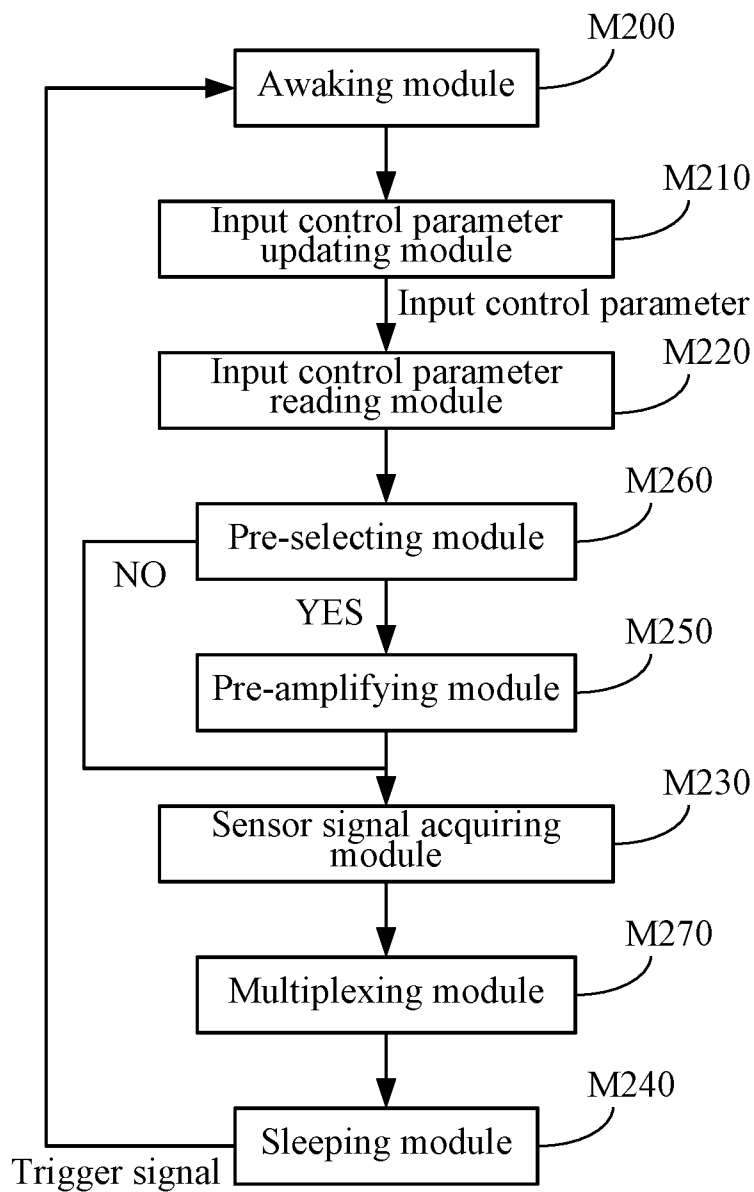 M200
Awaking module
M210
Input control parameter
updating module
Input control parameter
M220
Input control parameter
reading module
M260
Pre-selecting module
NO
YES
M250
Pre-amplifying module
M230
Sensor signal acquiring
module
M270
Multiplexing module
M240
Sleeping module
Trigger signal